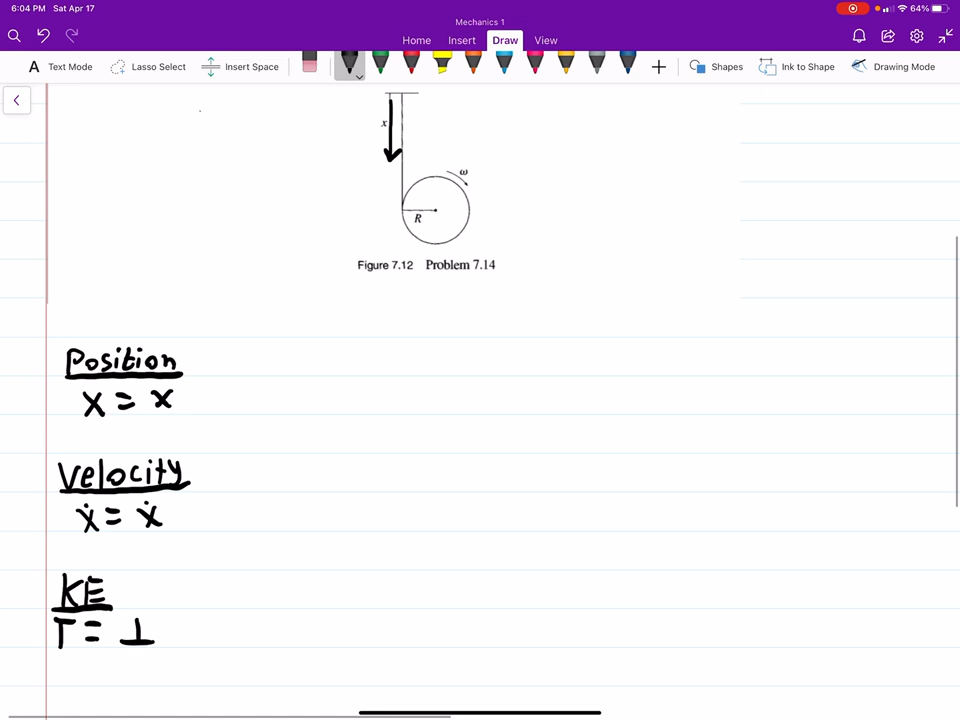 6:04 PM Sat Apr 17
64%
Mechanics 1
Home Insert Draw View
A Text Mode Lasso Select Insert Space Shapes Ink to Shape Drawing Mode
x
ω
R
Figure 7.12 Problem 7.14
Position
x = x
Velocity
ẋ = ẋ
KE
T = 1